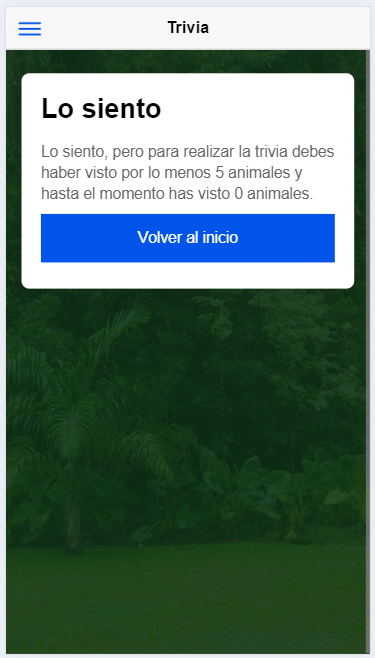 Trivia
Lo siento
Lo siento, pero para realizar la trivia debes
haber visto por lo menos 5 animales y
hasta el momento has visto 0 animales.
Volver al inicio